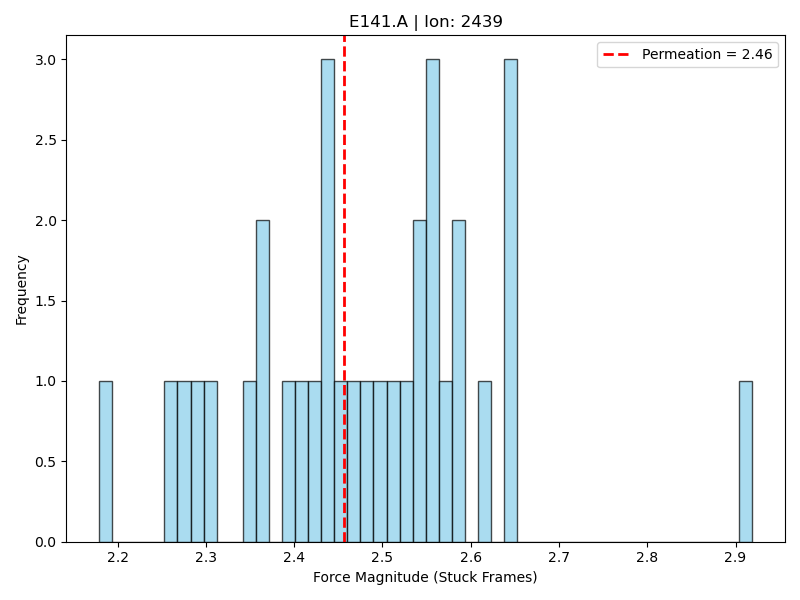 E141.A | Ion: 2439
Permeation = 2.46
3.0
2.5
2.0
1.5
1.0
0.5
0.0
Frequency
2.2 2.3 2.4 2.5 2.6 2.7 2.8 2.9
Force Magnitude (Stuck Frames)